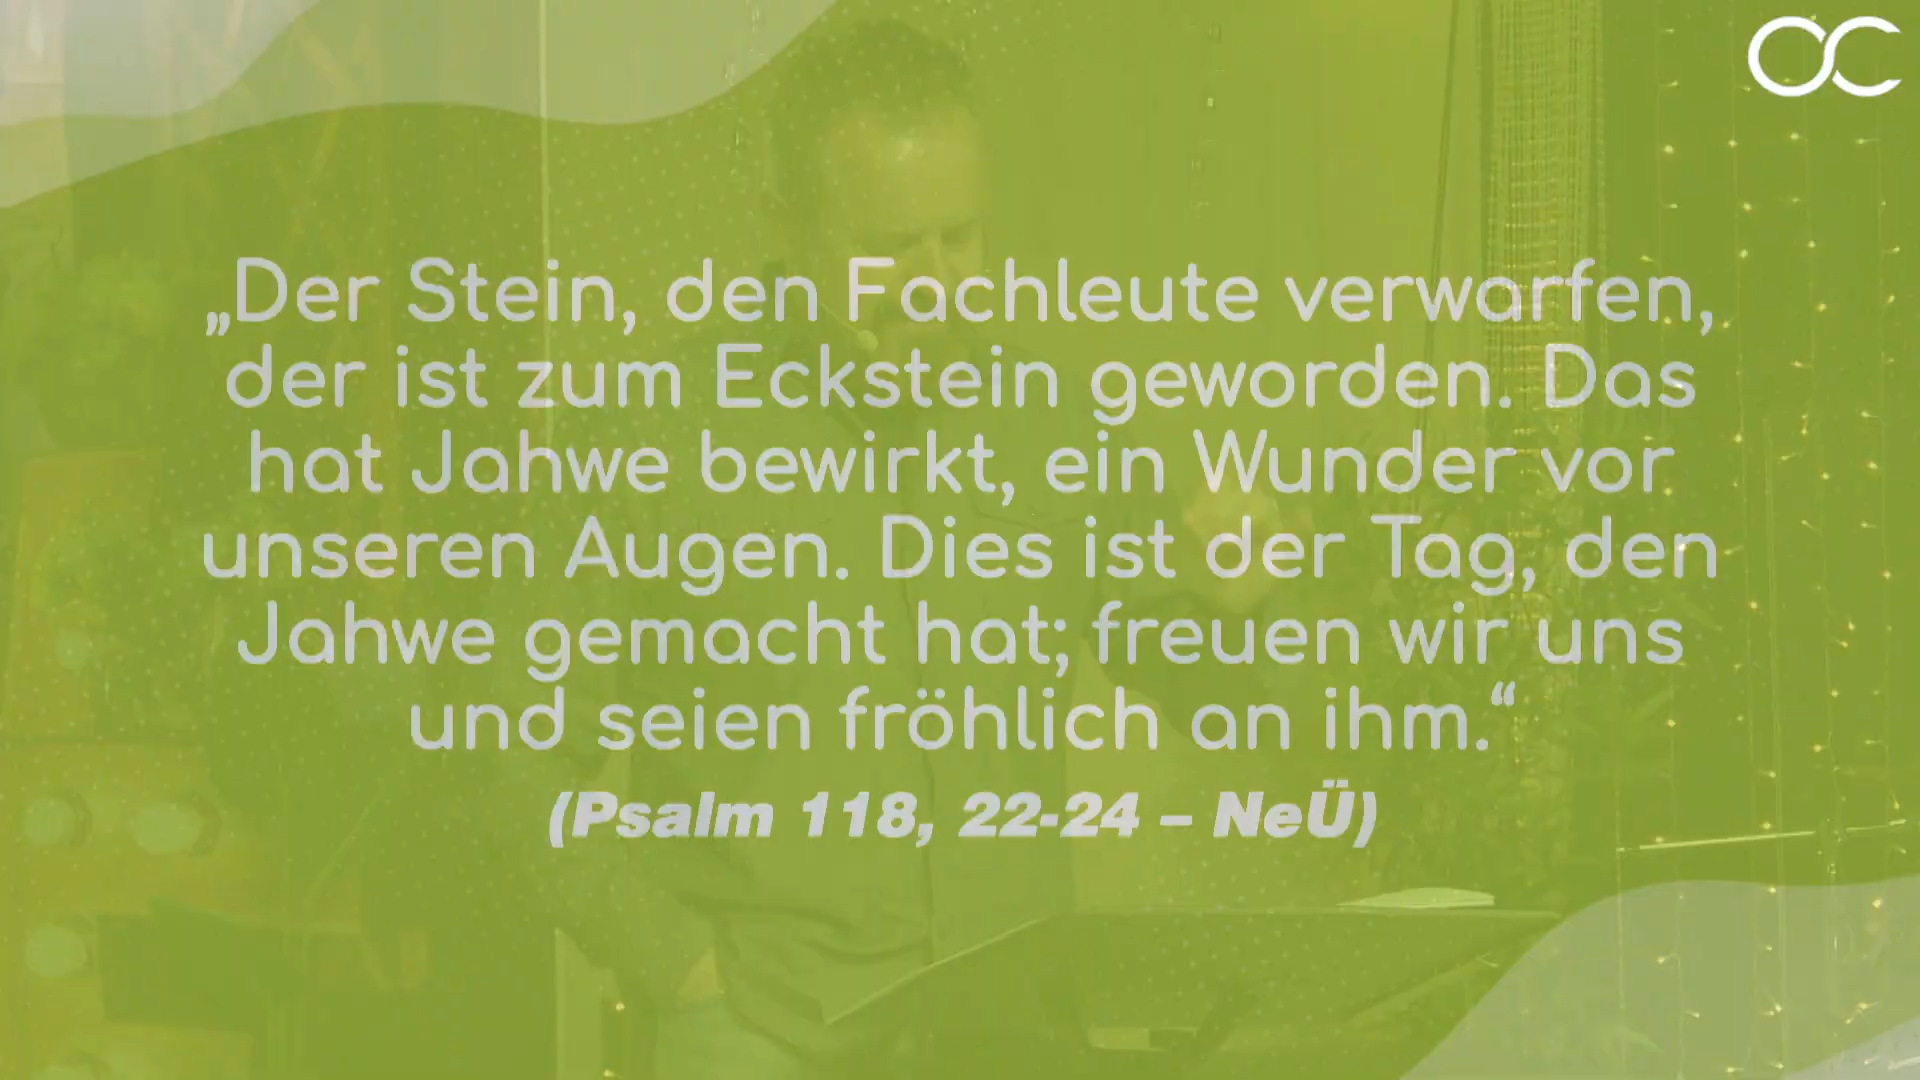 OC
„Der Stein, den Fachleute verwarfen,
der ist zum Eckstein geworden. Das
hat Jahwe bewirkt, ein Wunder vor
unseren Augen. Dies ist der Tag, den
Jahwe gemacht hat; freuen wir uns
und seien fröhlich an ihm.“
(Psalm 118, 22-24 – NeÜ)